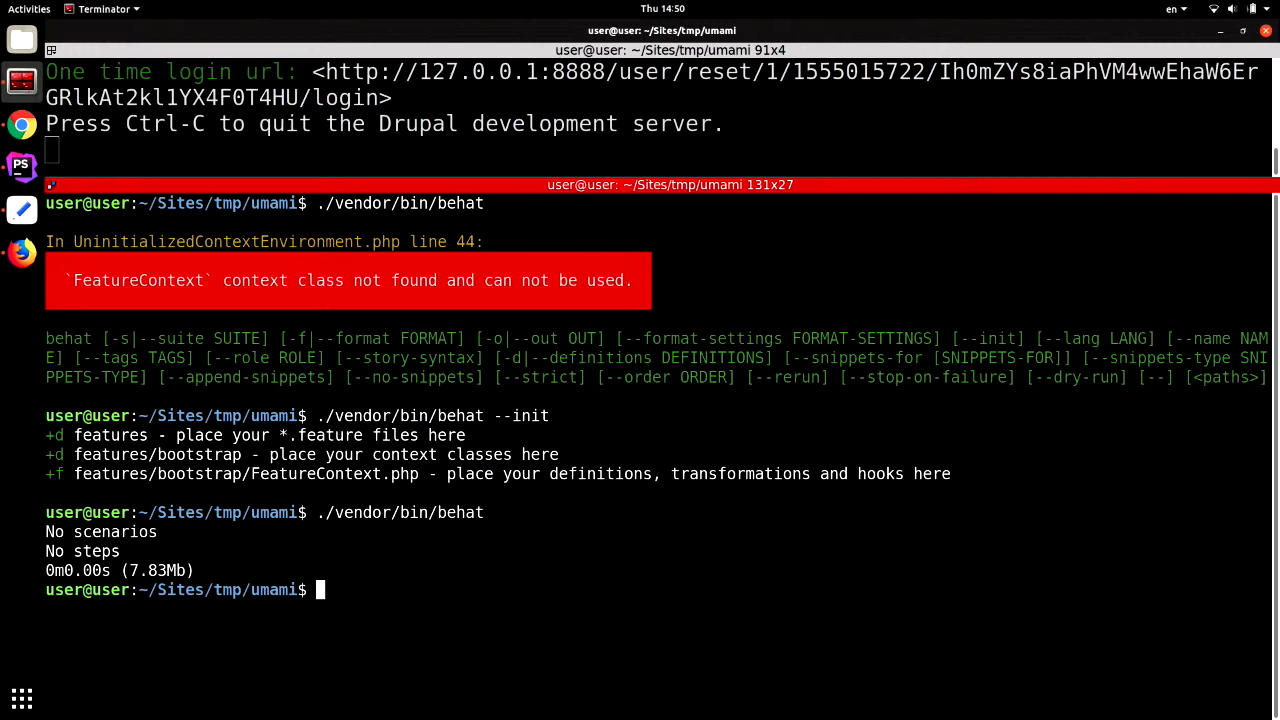 Activities
Terminator
Thu 14:50
en
user@user: ~/Sites/tmp/umami
user@user: ~/Sites/tmp/umami 91x4
One time login url: <http://127.0.0.1:8888/user/reset/1/1555015722/Ih0mZYs8iaPhVM4wwEhaW6Er
GRlkAt2kl1YX4F0T4HU/login>
Press Ctrl-C to quit the Drupal development server.
user@user: ~/Sites/tmp/umami 131x27
user@user:~/Sites/tmp/umami$ ./vendor/bin/behat
In UninitializedContextEnvironment.php line 44:
`FeatureContext` context class not found and can not be used.
behat [-s|--suite SUITE] [-f|--format FORMAT] [-o|--out OUT] [--format-settings FORMAT-SETTINGS] [--init] [--lang LANG] [--name NAM
E] [--tags TAGS] [--role ROLE] [--story-syntax] [-d|--definitions DEFINITIONS] [--snippets-for [SNIPPETS-FOR]] [--snippets-type SNI
PPETS-TYPE] [--append-snippets] [--no-snippets] [--strict] [--order ORDER] [--rerun] [--stop-on-failure] [--dry-run] [--] [<paths>]
user@user:~/Sites/tmp/umami$ ./vendor/bin/behat --init
+d features - place your *.feature files here
+d features/bootstrap - place your context classes here
+f features/bootstrap/FeatureContext.php - place your definitions, transformations and hooks here
user@user:~/Sites/tmp/umami$ ./vendor/bin/behat
No scenarios
No steps
0m0.00s (7.83Mb)
user@user:~/Sites/tmp/umami$
PS